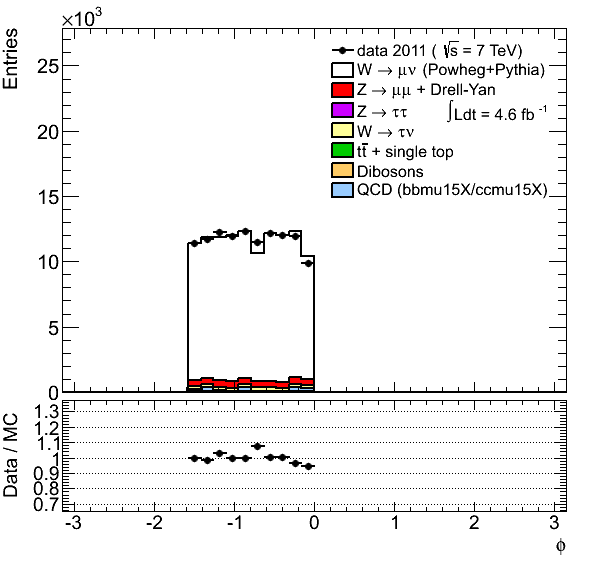 ×10³
Entries
25
20
15
10
5
0
data 2011 ( √s = 7 TeV)
W → μν (Powheg+Pythia)
Z → μμ + Drell-Yan
Z → ττ
∫Ldt = 4.6 fb⁻¹
W → τν
tt̄ + single top
Dibosons
QCD (bbmu15X/ccmu15X)
Data / MC
1.3
1.2
1.1
1
0.9
0.8
0.7
-3 -2 -1 0 1 2 3
ϕ